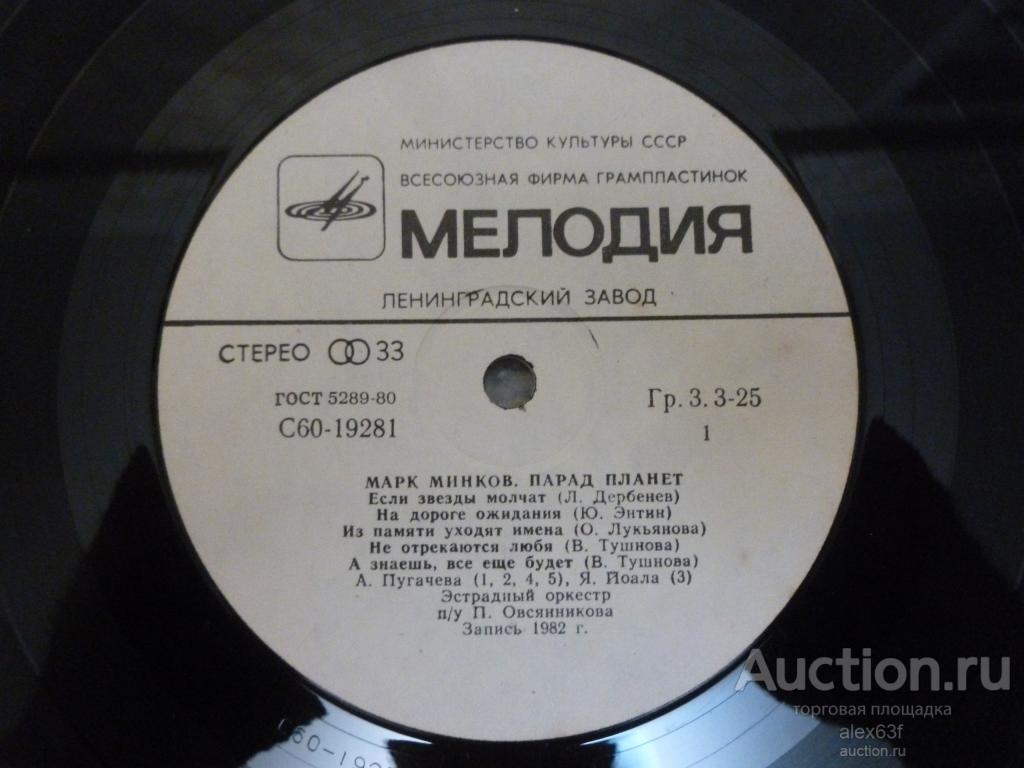 МИНИСТЕРСТВО КУЛЬТУРЫ СССР
ВСЕСОЮЗНАЯ ФИРМА ГРАМПЛАСТИНОК
МЕЛОДИЯ
ЛЕНИНГРАДСКИЙ ЗАВОД
СТЕРЕО 33
ГОСТ 5289-80
С60-19281
Гр. 3. 3-25
1
МАРК МИНКОВ. ПАРАД ПЛАНЕТ
Если звезды молчат (Л. Дербенев)
На дороге ожидания (Ю. Энтин)
Из памяти уходят имена (О. Лукьянова)
Не отрекаются любя (В. Тушнова)
А знаешь, все еще будет (В. Тушнова)
А. Пугачева (1, 2, 4, 5), Я. Йоала (3)
Эстрадный оркестр
п/у П. Овсянникова
Запись 1982 г.
Auction.ru
торговая площадка
alex63f
auction.ru